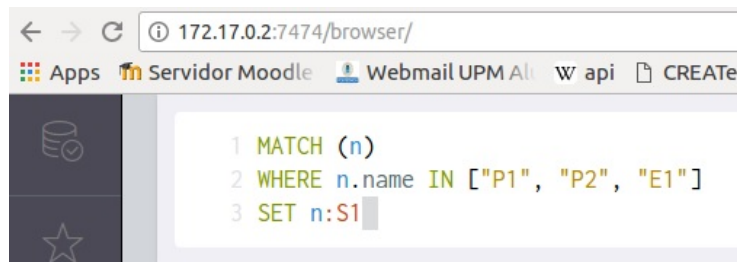 172.17.0.2:7474/browser/
Apps Servidor Moodle Webmail UPM Al W api CREATe
1 MATCH (n)
2 WHERE n.name IN ["P1", "P2", "E1"]
3 SET n:S1